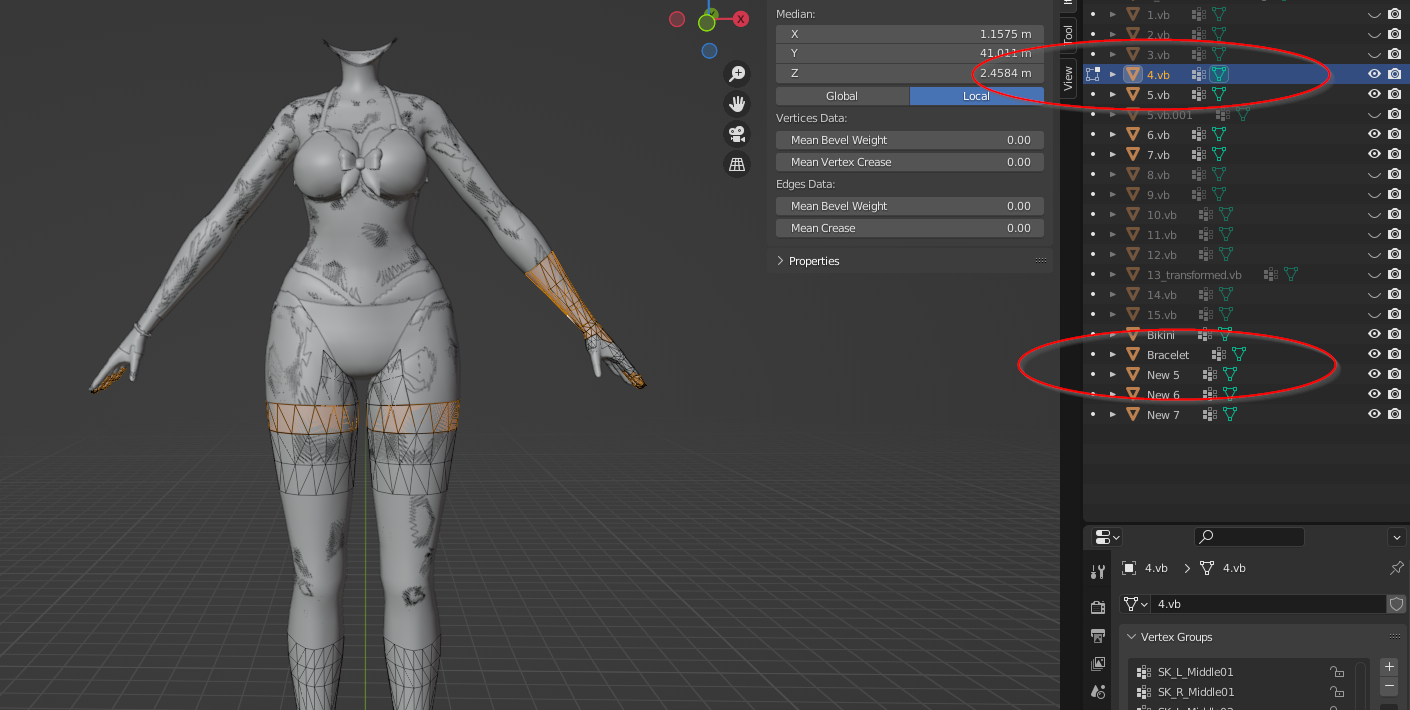 X
Median:
X 1.1575 m
Y 41.011 m
Z 2.4584 m
Global Local
Vertices Data:
Mean Bevel Weight 0.00
Mean Vertex Crease 0.00
Edges Data:
Mean Bevel Weight 0.00
Mean Crease 0.00
Properties
Tool
View
1.vb
2.vb
3.vb
4.vb
5.vb
5.vb.001
6.vb
7.vb
8.vb
9.vb
10.vb
11.vb
12.vb
13_transformed.vb
14.vb
15.vb
Bikini
Bracelet
New 5
New 6
New 7
4.vb > 4.vb
4.vb
Vertex Groups
SK_L_Middle01
SK_R_Middle01